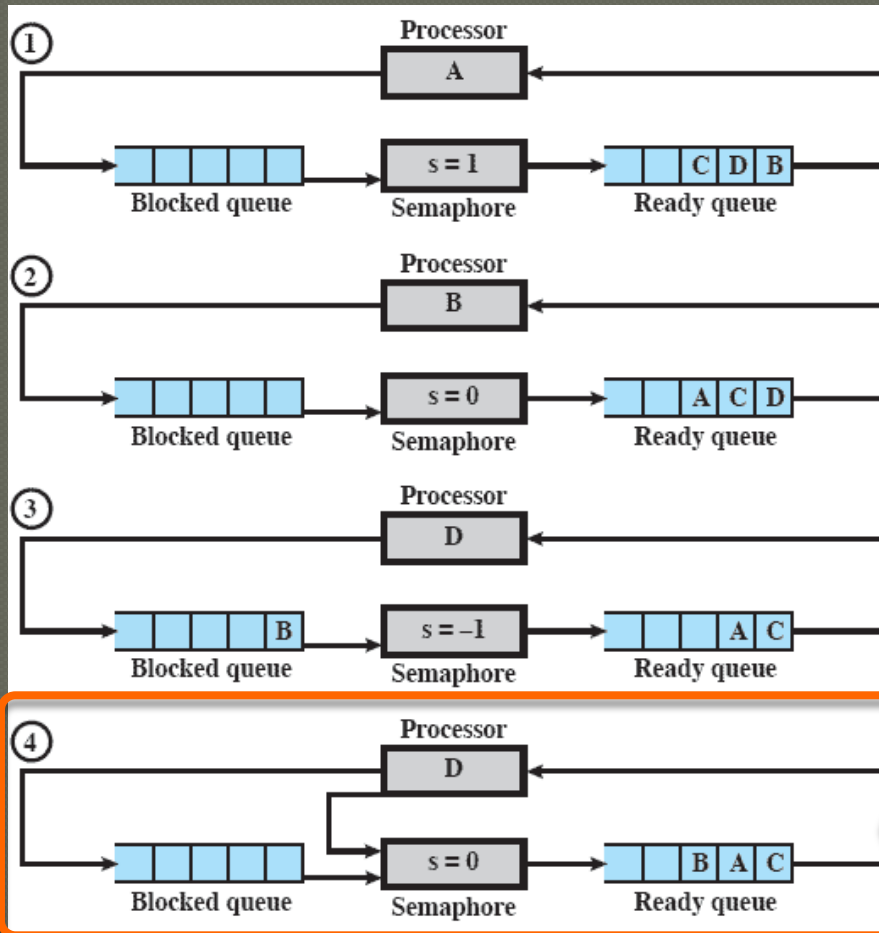 1
Processor
A
s = 1
C D B
Blocked queue
Semaphore
Ready queue
2
Processor
B
s = 0
A C D
Blocked queue
Semaphore
Ready queue
3
Processor
D
B
s = –1
A C
Blocked queue
Semaphore
Ready queue
4
Processor
D
s = 0
B A C
Blocked queue
Semaphore
Ready queue